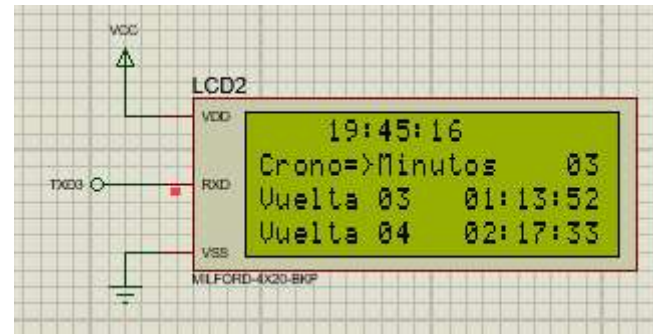 VCC
LCD2
VDD
19:45:16
Crono=>Minutos 03
TXD3
RXD
Vuelta 03 01:13:52
Vuelta 04 02:17:33
VSS
MILFORD-4X20-BKP